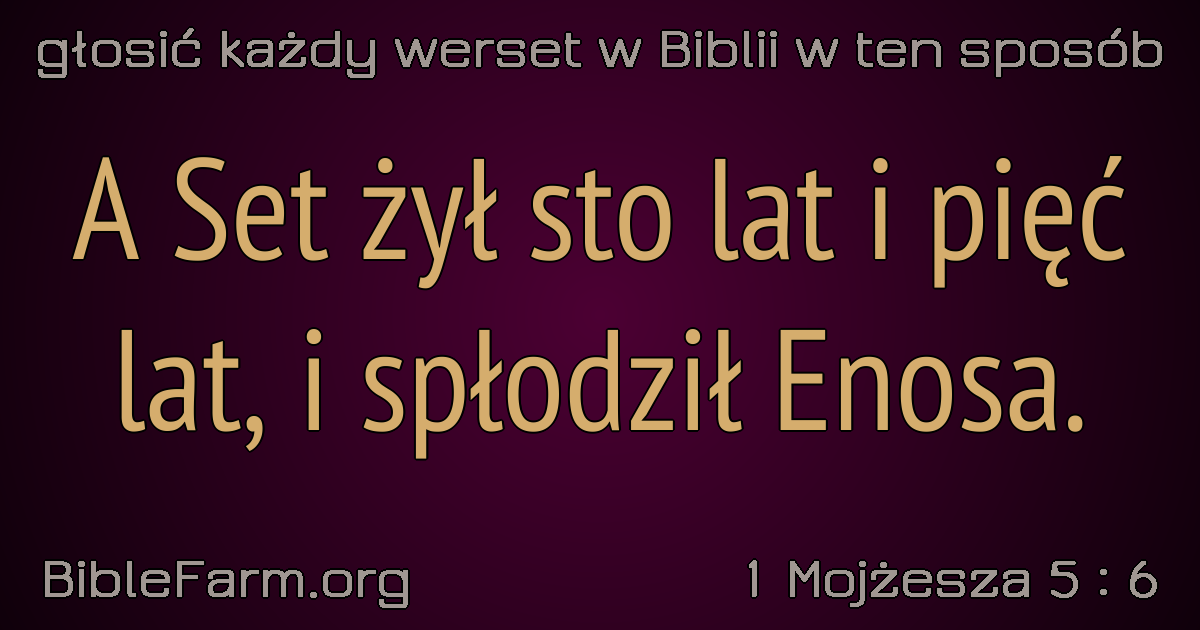 głosić każdy werset w Biblii w ten sposób
A Set żył sto lat i pięć
lat, i spłodził Enosa.
BibleFarm.org
1 Mojżesza 5 : 6